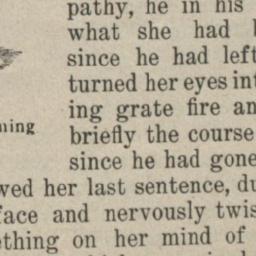 pathy, he in his
what she had
since he had left
turned her eyes int
ing grate fire an
ning
briefly the course
since he had gone
wed her last sentence, du
face and nervously twis
ething on her mind of